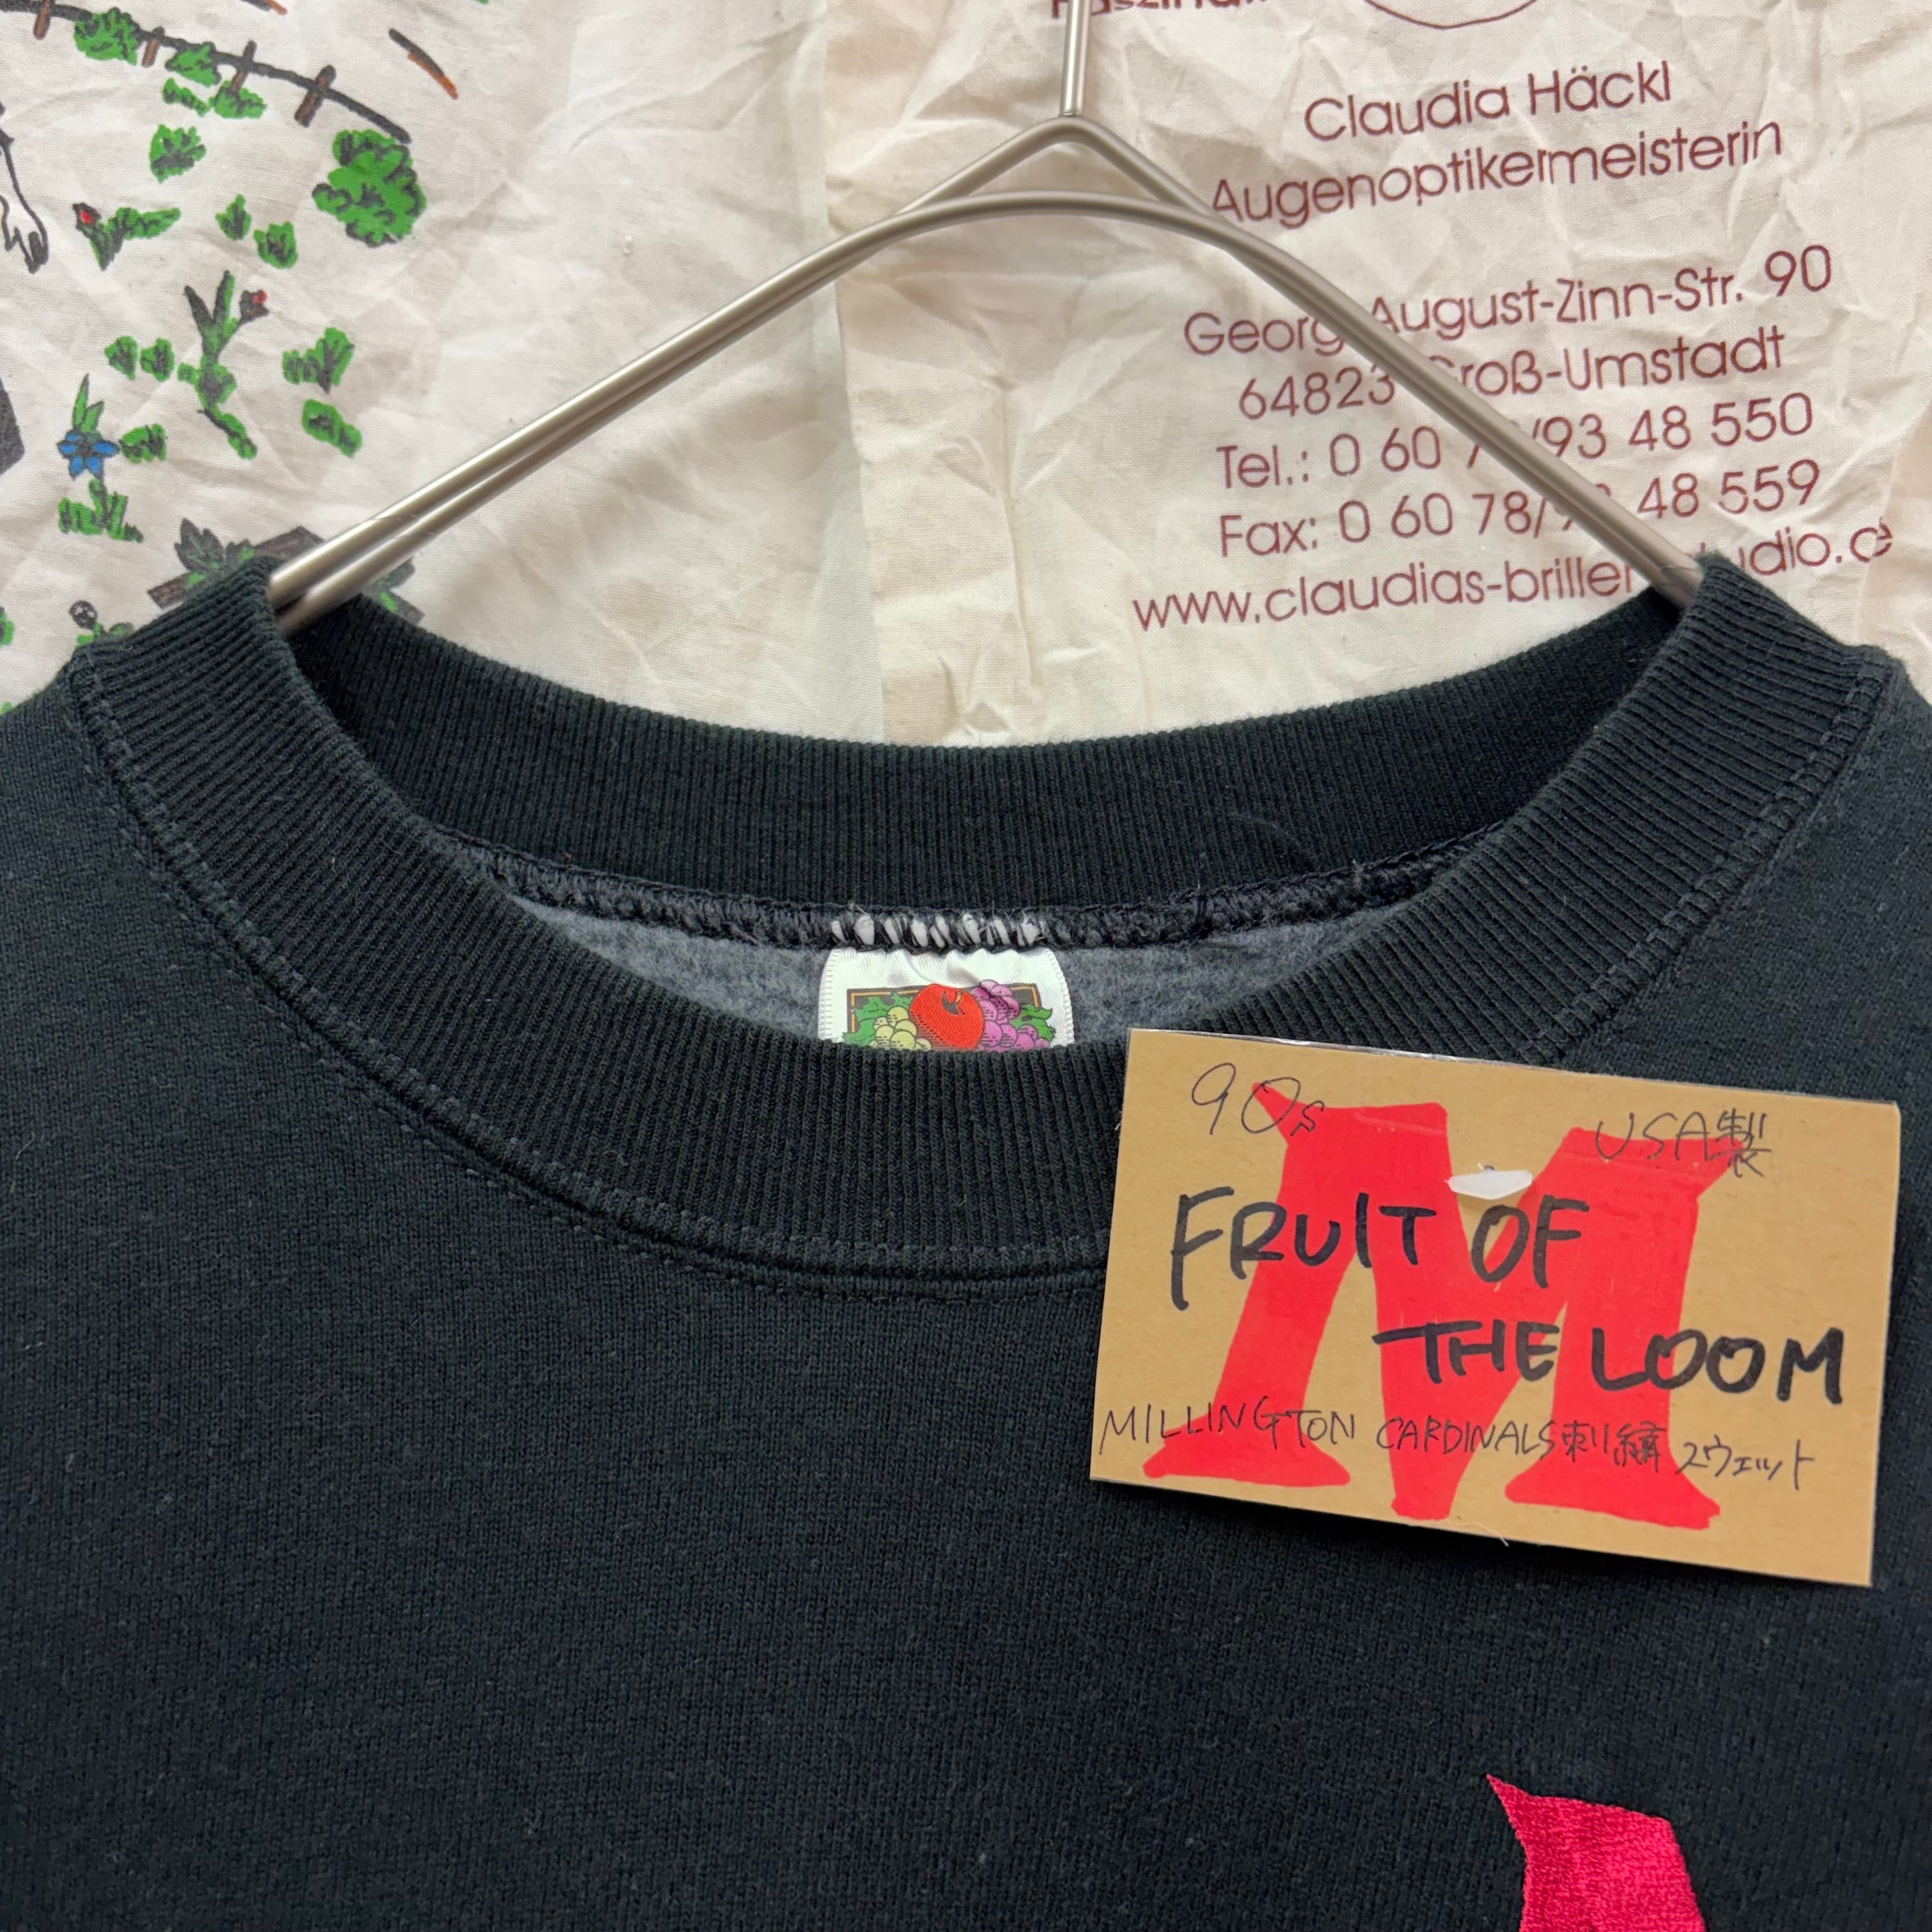 Claudia Häckl
Augenoptikermeisterin
Georg-August-Zinn-Str. 90
64823 Groß-Umstadt
Tel.: 0 60 /93 48 550
Fax: 0 60 78/ 48 559
www.claudias-brille
90s
USA製
FRUIT OF
THE LOOM
MILLINGTON CARDINALS刺繍 スウェット